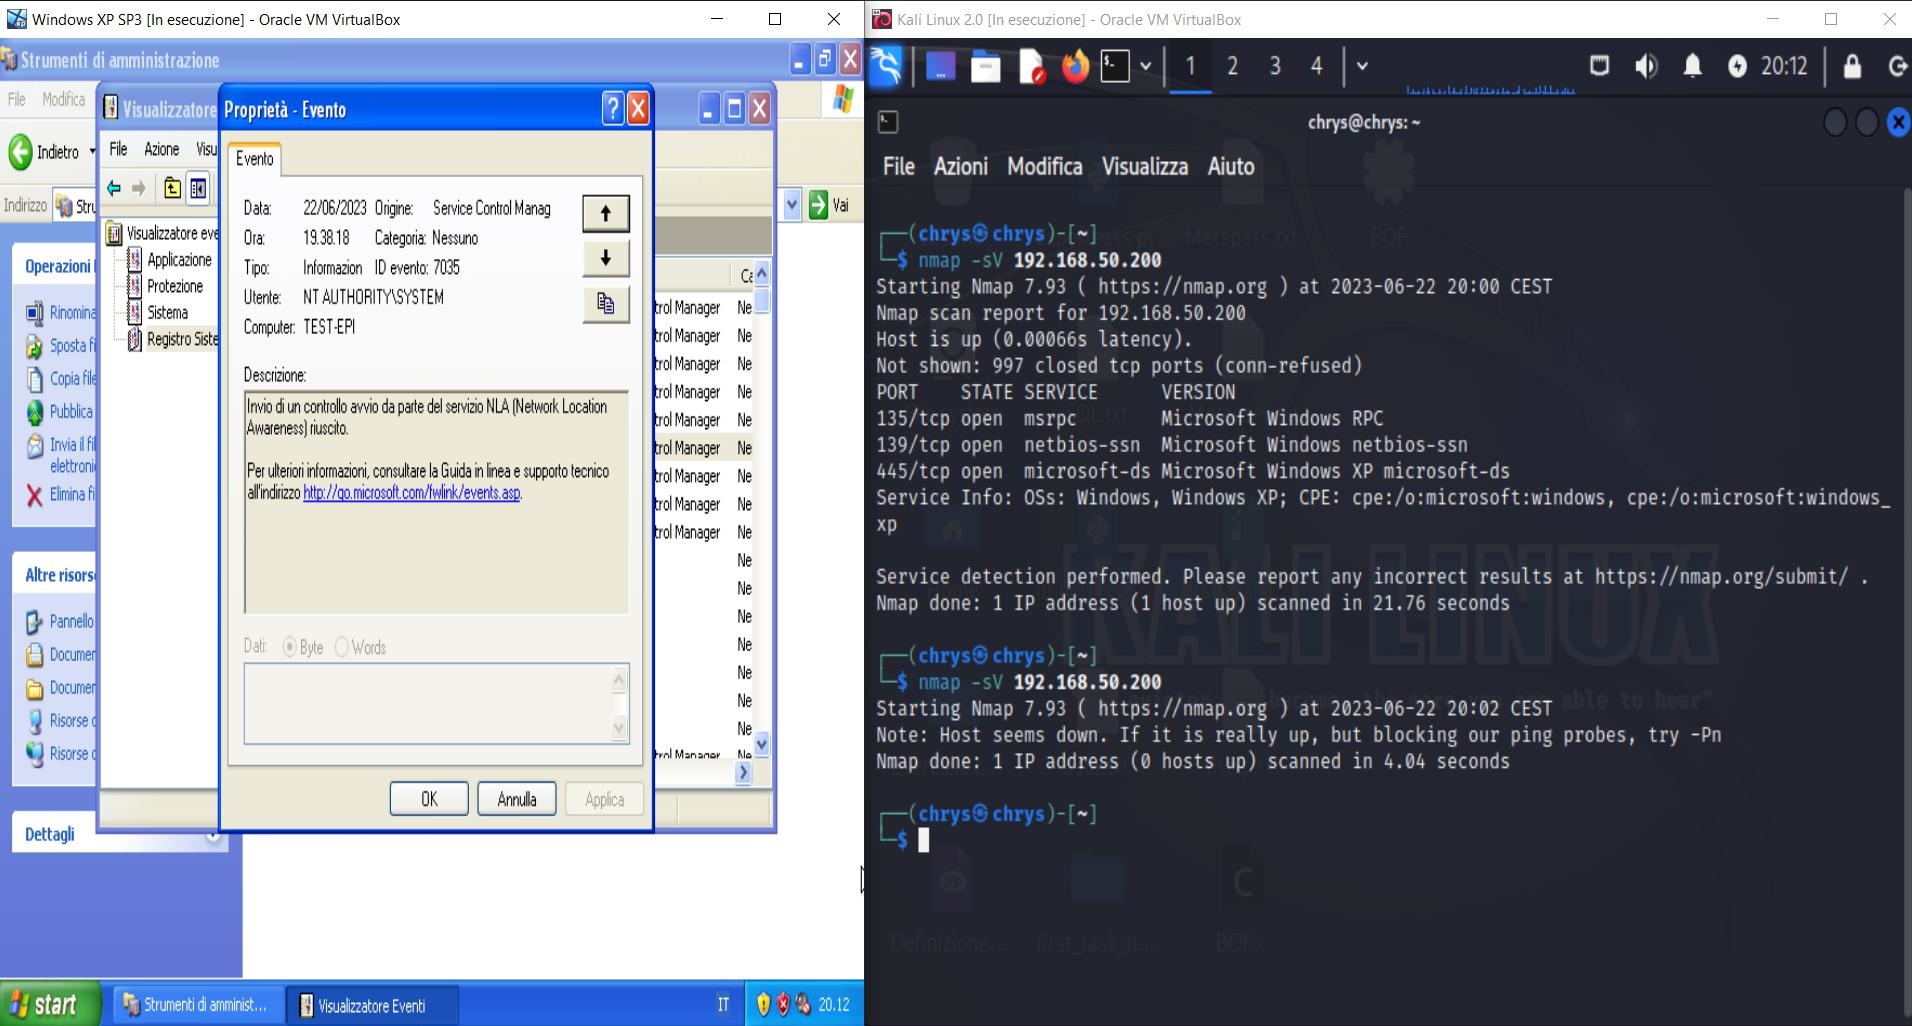 Windows XP SP3 [In esecuzione] - Oracle VM VirtualBox
Strumenti di amministrazione
File Modifica
Indietro
Indirizzo Stru
Vai
Operazioni
Rinomina
Sposta fi
Copia file
Pubblica
Invia il fil
elettroni
Elimina fi
Altre risors
Pannello
Documen
Documen
Risorse d
Risorse d
Dettagli
Visualizzatore
File Azione Visu
Visualizzatore eve
Applicazione
Protezione
Sistema
Registro Siste
Proprietà - Evento
Evento
Data: 22/06/2023 Origine: Service Control Manag
Ora: 19.38.18 Categoria: Nessuno
Tipo: Informazion ID evento: 7035
Utente: NT AUTHORITY\SYSTEM
Computer: TEST-EPI
Descrizione:
Invio di un controllo avvio da parte del servizio NLA (Network Location
Awareness) riuscito.
Per ulteriori informazioni, consultare la Guida in linea e supporto tecnico
all'indirizzo http://go.microsoft.com/fwlink/events.asp.
Dati: Byte Words
OK Annulla Applica
Ca
trol Manager Ne
trol Manager Ne
trol Manager Ne
trol Manager Ne
trol Manager Ne
trol Manager Ne
trol Manager Ne
trol Manager Ne
trol Manager Ne
Ne
Ne
Ne
Ne
Ne
Ne
Ne
trol Manager Ne
start
Strumenti di amminist...
Visualizzatore Eventi
IT
20.12
Kali Linux 2.0 [In esecuzione] - Oracle VM VirtualBox
1 2 3 4
20:12
chrys@chrys: ~
File Azioni Modifica Visualizza Aiuto
Metapass.txt
BOF
┌──(chrys㉿chrys)-[~]
└─$ nmap -sV 192.168.50.200
Starting Nmap 7.93 ( https://nmap.org ) at 2023-06-22 20:00 CEST
Nmap scan report for 192.168.50.200
Host is up (0.00066s latency).
Not shown: 997 closed tcp ports (conn-refused)
PORT STATE SERVICE VERSION
135/tcp open msrpc Microsoft Windows RPC
139/tcp open netbios-ssn Microsoft Windows netbios-ssn
445/tcp open microsoft-ds Microsoft Windows XP microsoft-ds
Service Info: OSs: Windows, Windows XP; CPE: cpe:/o:microsoft:windows, cpe:/o:microsoft:windows_
xp
Service detection performed. Please report any incorrect results at https://nmap.org/submit/ .
Nmap done: 1 IP address (1 host up) scanned in 21.76 seconds
KALI LINUX
┌──(chrys㉿chrys)-[~]
└─$ nmap -sV 192.168.50.200
Starting Nmap 7.93 ( https://nmap.org ) at 2023-06-22 20:02 CEST
able to hear"
Note: Host seems down. If it is really up, but blocking our ping probes, try -Pn
Nmap done: 1 IP address (0 hosts up) scanned in 4.04 seconds
┌──(chrys㉿chrys)-[~]
└─$
C
Definizione...
first_task_h...
BOF.c